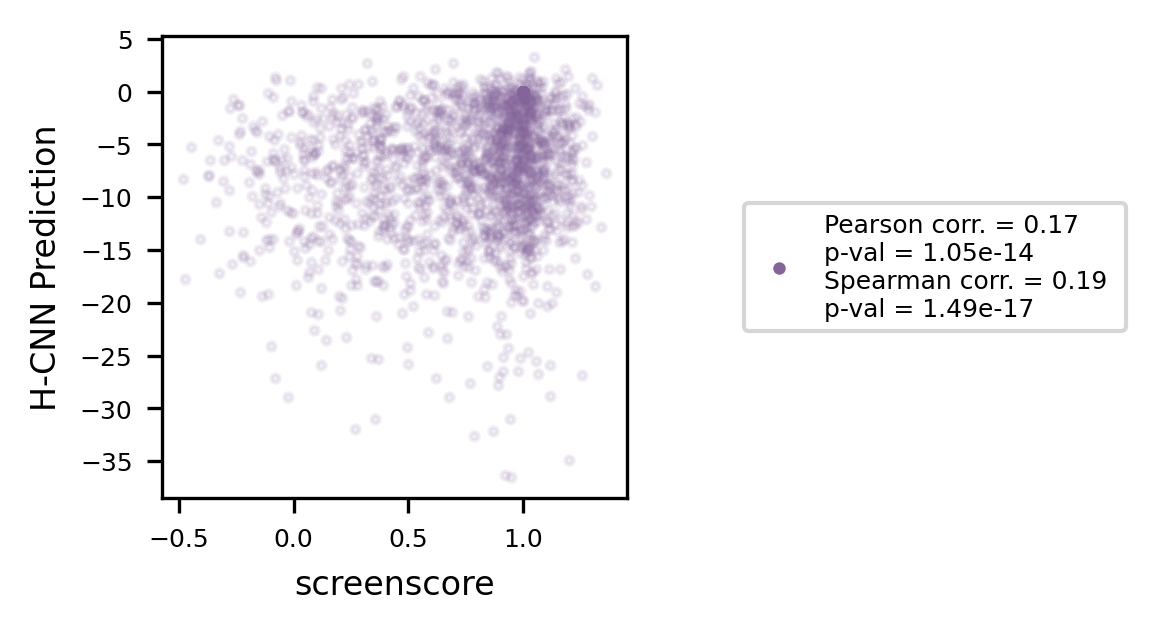 5
0
−5
−10
−15
−20
−25
−30
−35
H-CNN Prediction
−0.5
0.0
0.5
1.0
screenscore
Pearson corr. = 0.17
p-val = 1.05e-14
Spearman corr. = 0.19
p-val = 1.49e-17